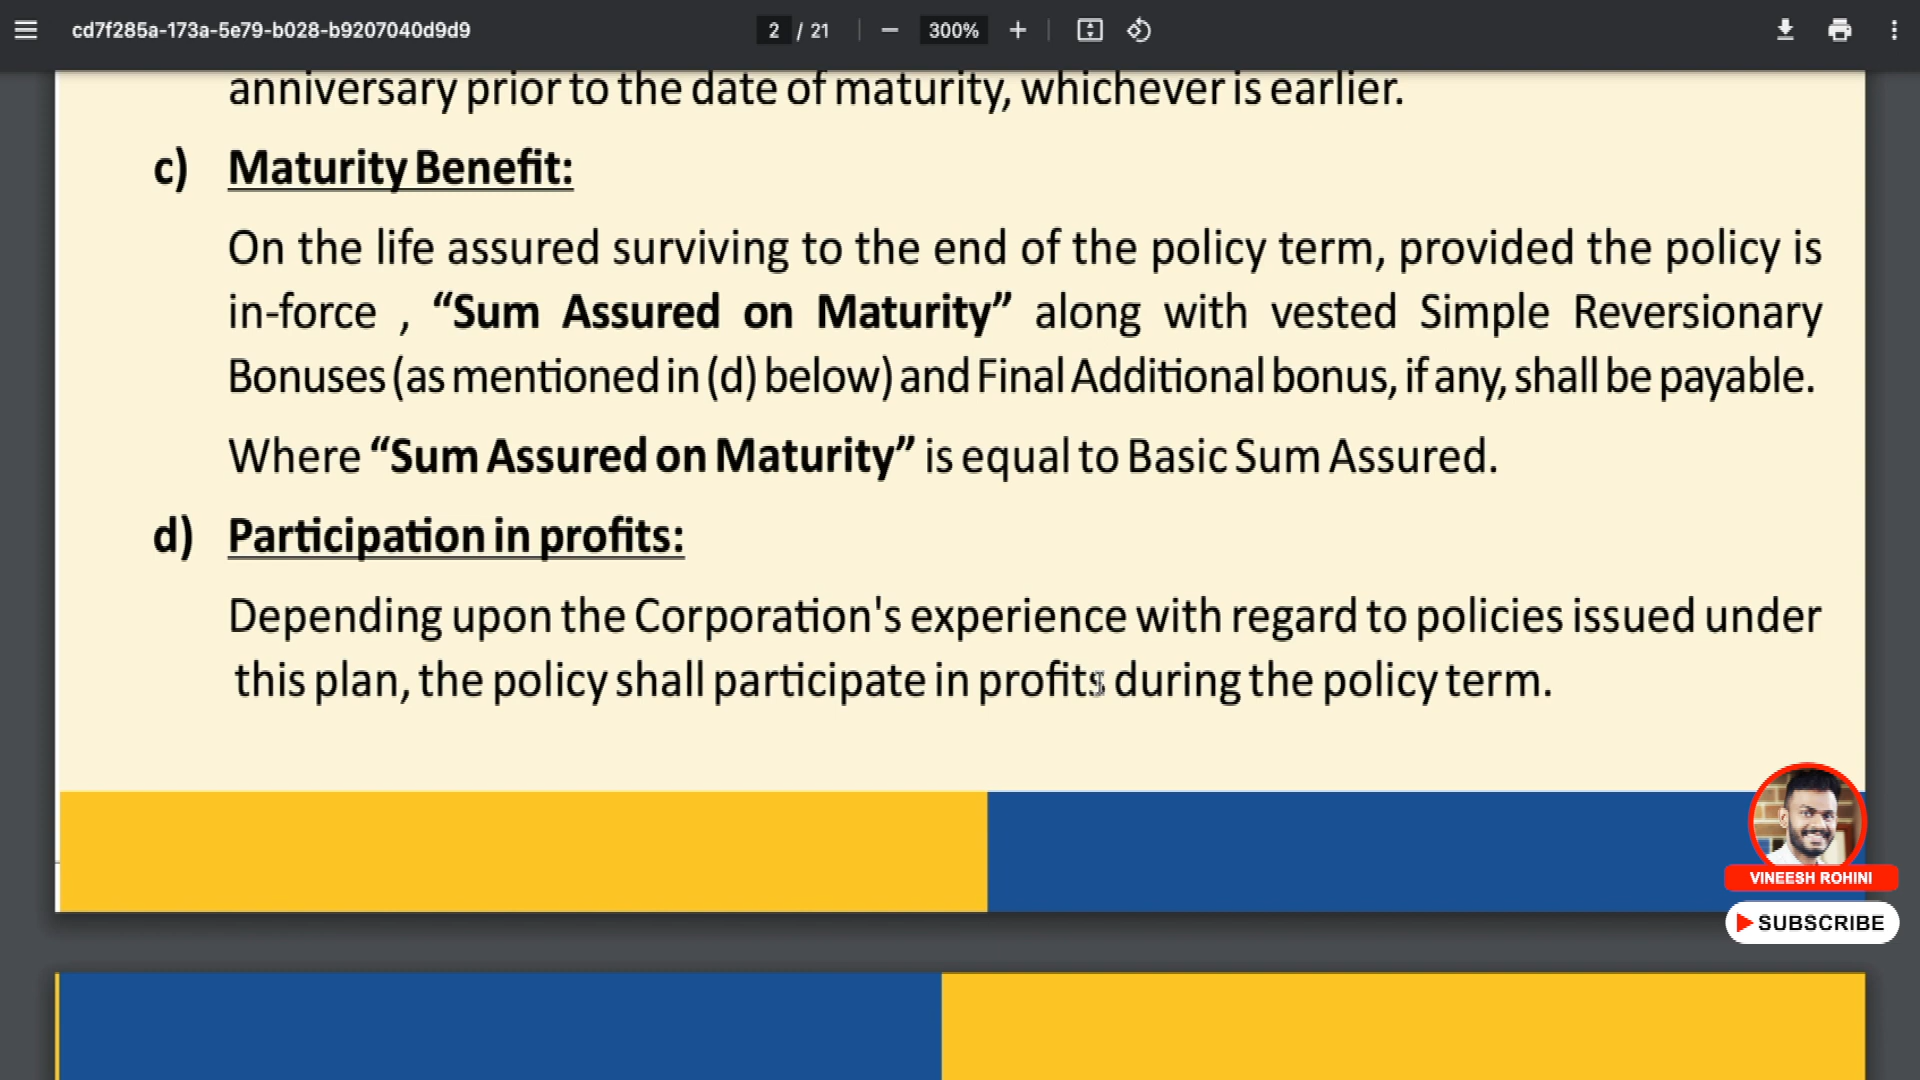 cd7f285a-173a-5e79-b028-b9207040d9d9
2 / 21
300%
anniversary prior to the date of maturity, whichever is earlier.
c) Maturity Benefit:
On the life assured surviving to the end of the policy term, provided the policy is
in-force , “Sum Assured on Maturity” along with vested Simple Reversionary
Bonuses (as mentioned in (d) below) and Final Additional bonus, if any, shall be payable.
Where “Sum Assured on Maturity” is equal to Basic Sum Assured.
d) Participation in profits:
Depending upon the Corporation's experience with regard to policies issued under
this plan, the policy shall participate in profits during the policy term.
VINEESH ROHINI
SUBSCRIBE